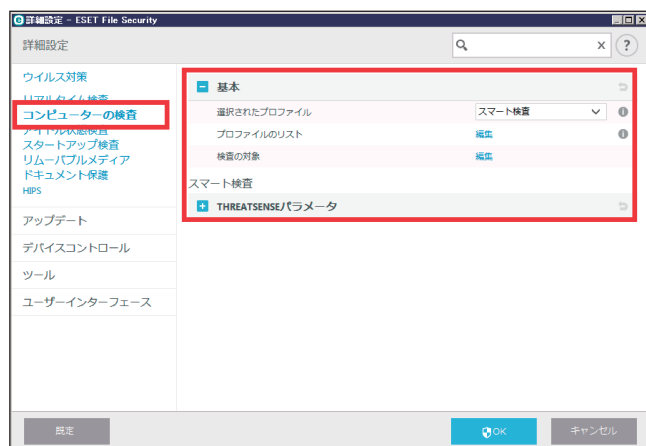 詳細設定 - ESET File Security
詳細設定
x
?
ウイルス対策
リアルタイム検査
コンピューターの検査
アイドル状態検査
スタートアップ検査
リムーバブルメディア
ドキュメント保護
HIPS
アップデート
デバイスコントロール
ツール
ユーザーインターフェース
基本
選択されたプロファイル
スマート検査
プロファイルのリスト
編集
検査の対象
編集
スマート検査
THREATSENSEパラメータ
既定
OK
キャンセル